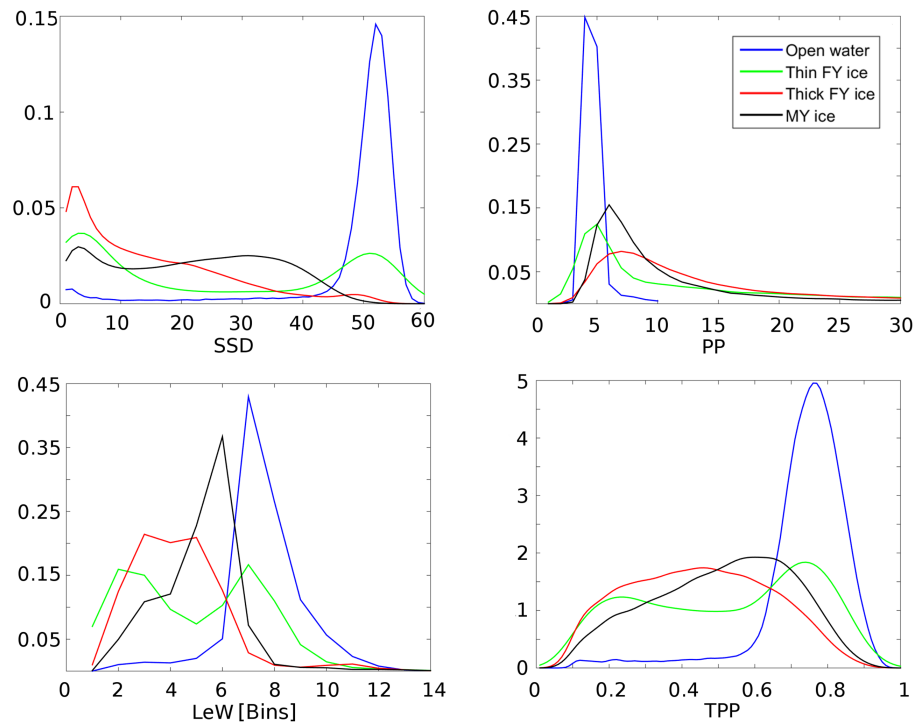 0.15
0.1
0.05
0
0 10 20 30 40 50 60
SSD
0.45
0.35
0.25
0.15
0.05
0 5 10 15 20 25 30
PP
Open water
Thin FY ice
Thick FY ice
MY ice
0.45
0.35
0.25
0.15
0.05
0 2 4 6 8 10 12 14
LeW [Bins]
5
4
3
2
1
0
0 0.2 0.4 0.6 0.8 1
TPP